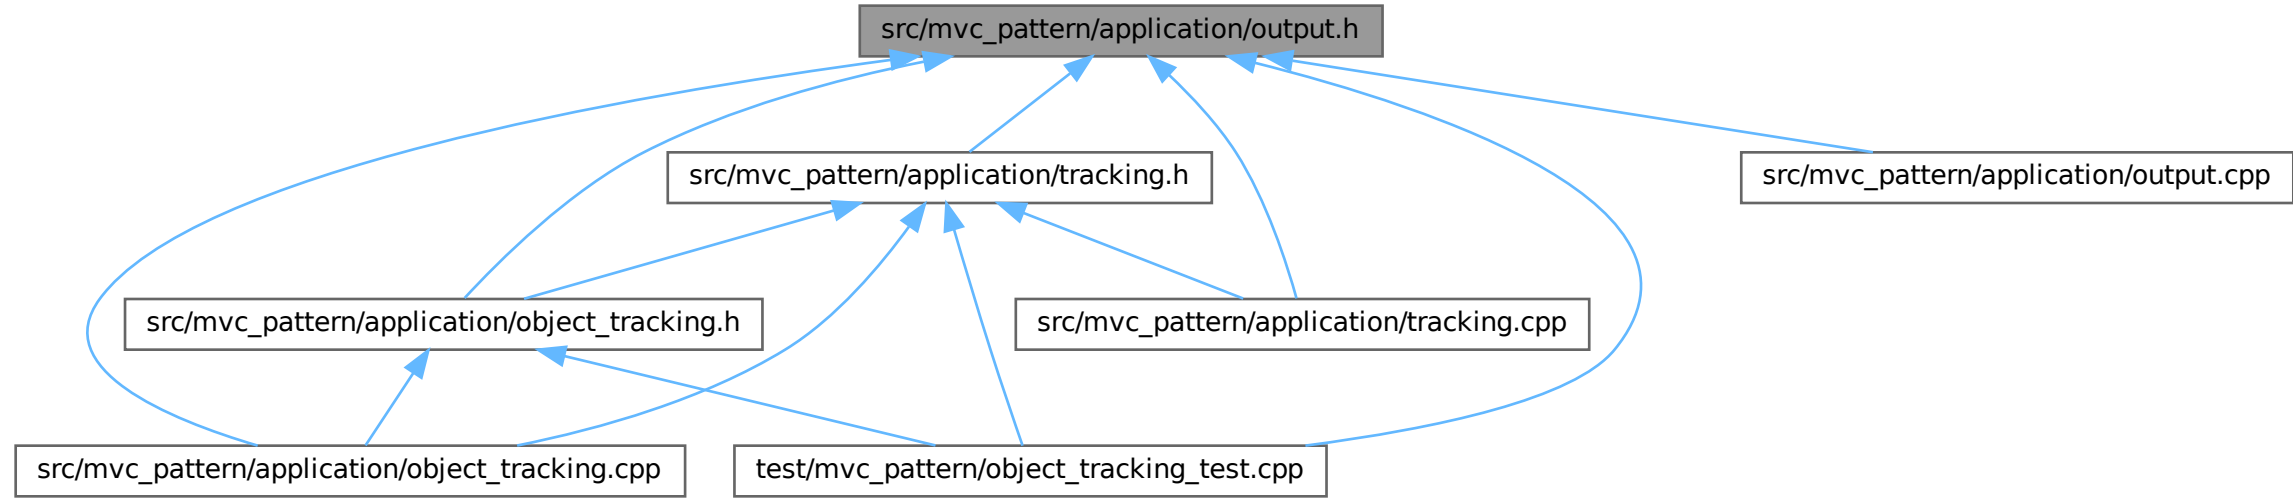 src/mvc_pattern/application/output.h
src/mvc_pattern/application/tracking.h
src/mvc_pattern/application/output.cpp
src/mvc_pattern/application/object_tracking.h
src/mvc_pattern/application/tracking.cpp
src/mvc_pattern/application/object_tracking.cpp
test/mvc_pattern/object_tracking_test.cpp